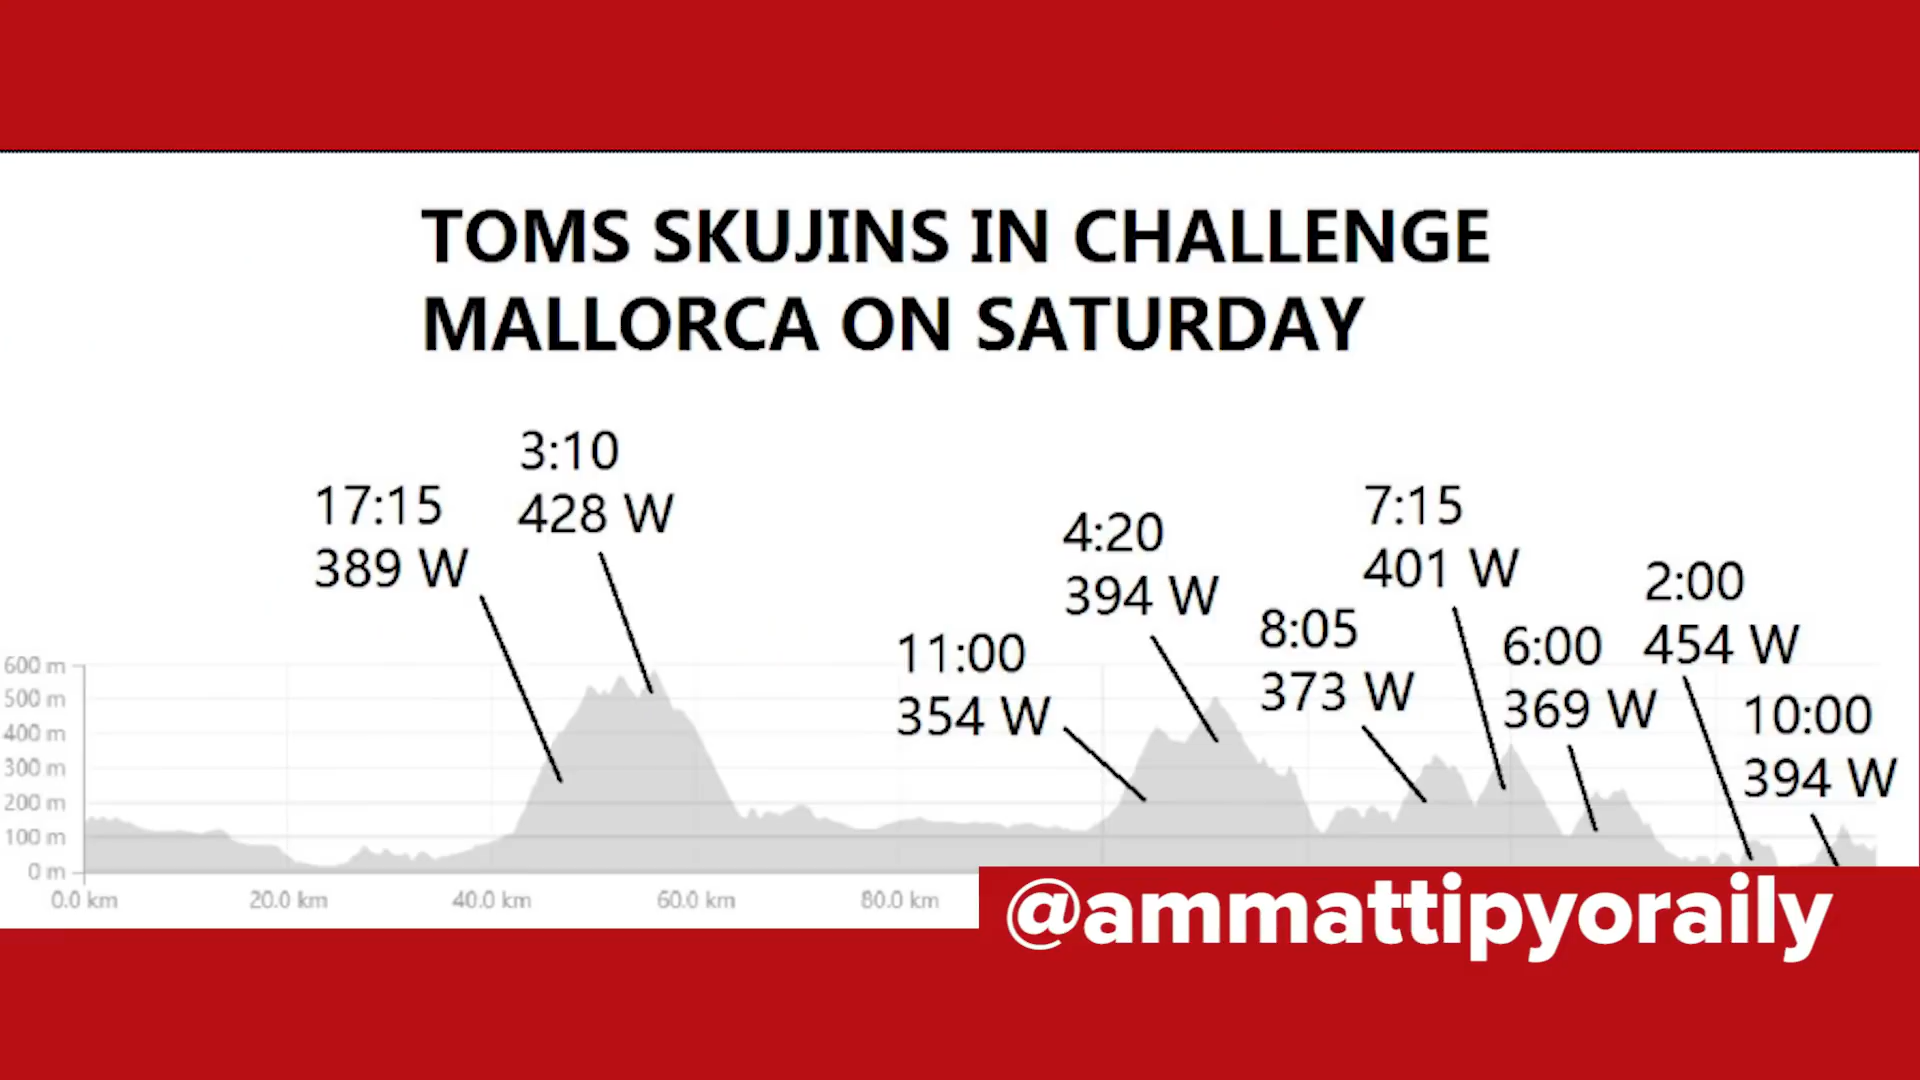 TOMS SKUJINS IN CHALLENGE
MALLORCA ON SATURDAY
17:15
389 W
3:10
428 W
11:00
354 W
4:20
394 W
8:05
373 W
7:15
401 W
6:00
369 W
2:00
454 W
10:00
394 W
600 m
500 m
400 m
300 m
200 m
100 m
0 m
0.0 km
20.0 km
40.0 km
60.0 km
80.0 km
@ammattipyoraily